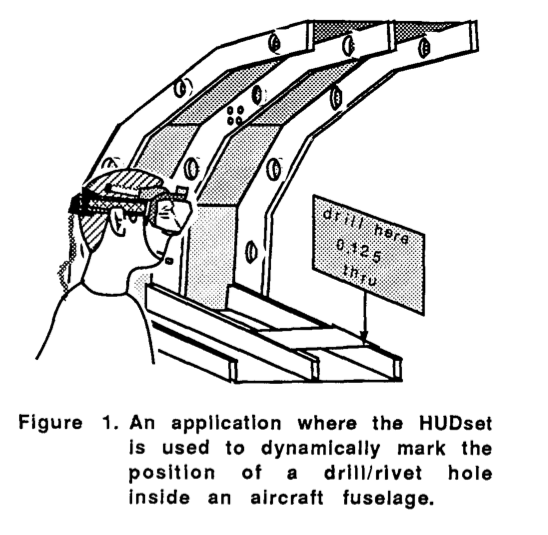 drill here
0.125
thru
Figure 1. An application where the HUDset
is used to dynamically mark the
position of a drill/rivet hole
inside an aircraft fuselage.